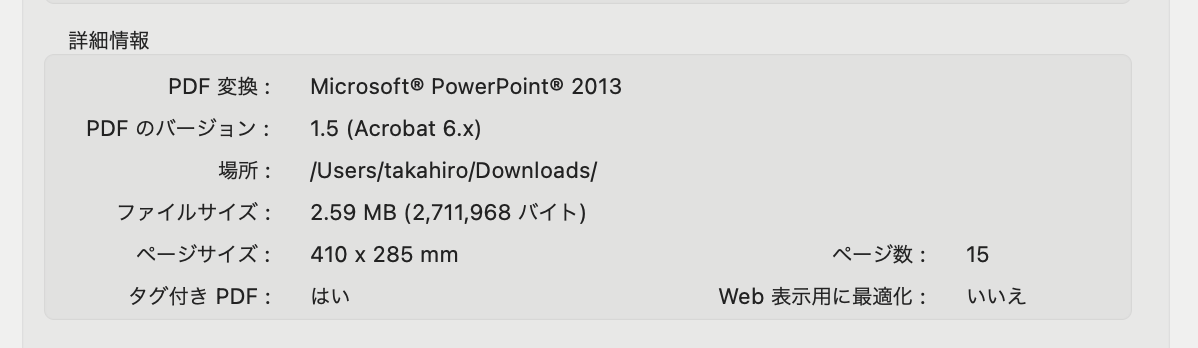 詳細情報
PDF 変換： Microsoft® PowerPoint® 2013
PDF のバージョン： 1.5 (Acrobat 6.x)
場所： /Users/takahiro/Downloads/
ファイルサイズ： 2.59 MB (2,711,968 バイト)
ページサイズ： 410 x 285 mm ページ数： 15
タグ付き PDF： はい Web 表示用に最適化： いいえ